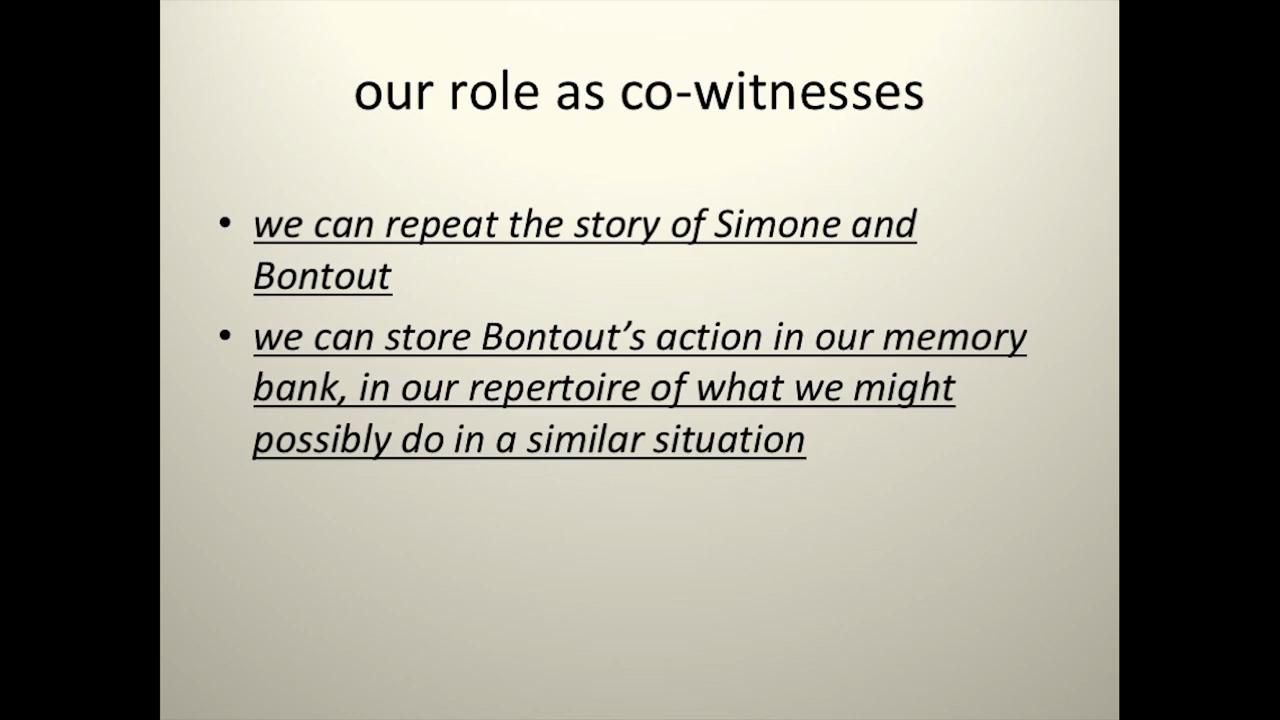 our role as co-witnesses
• we can repeat the story of Simone and
Bontout
• we can store Bontout’s action in our memory
bank, in our repertoire of what we might
possibly do in a similar situation